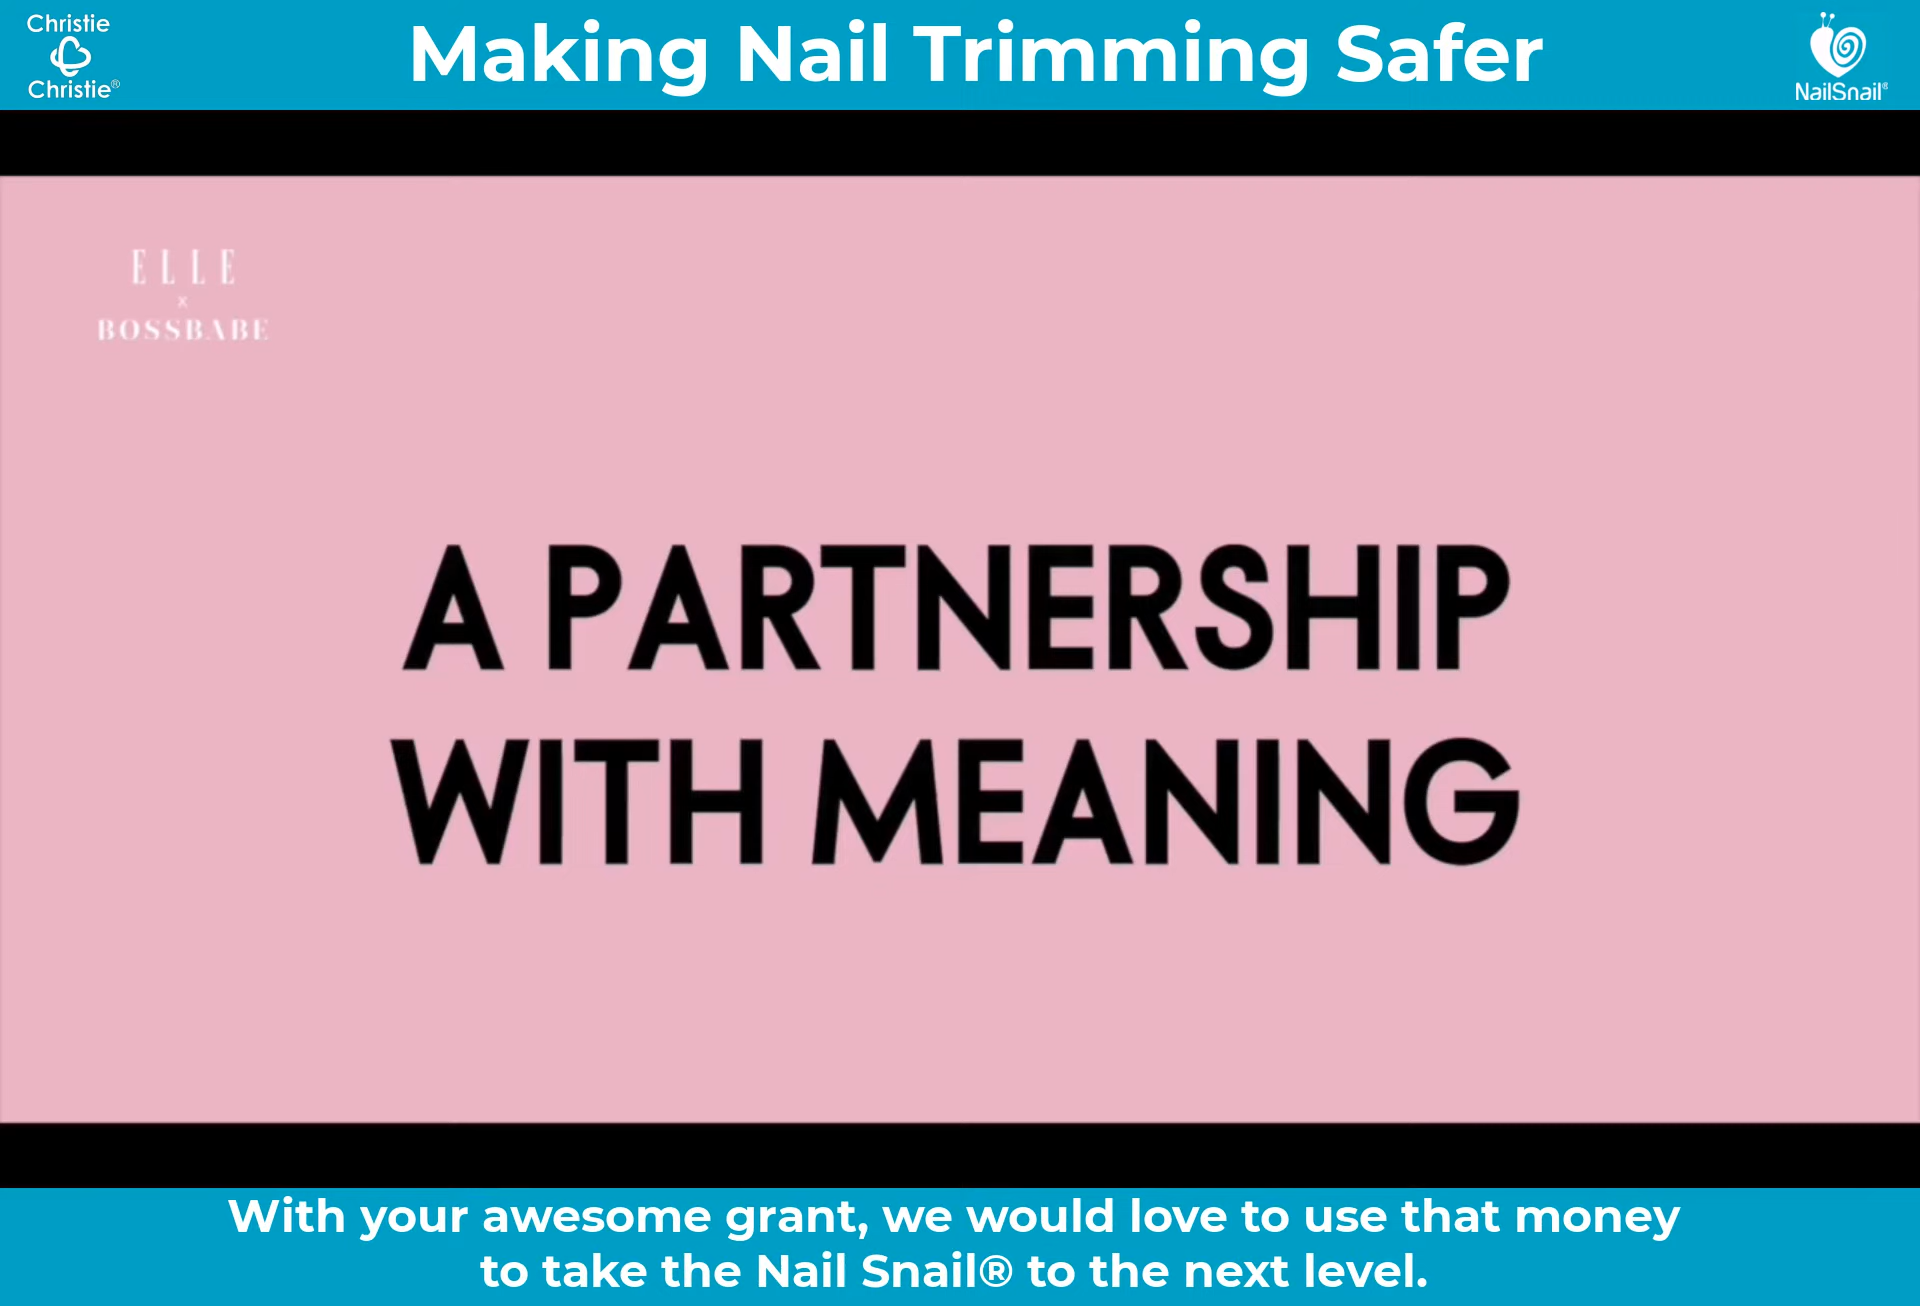 Christie
Christie®
Making Nail Trimming Safer
NailSnail®
ELLE
x
BOSSBABE
A PARTNERSHIP
WITH MEANING
With your awesome grant, we would love to use that money
to take the Nail Snail® to the next level.